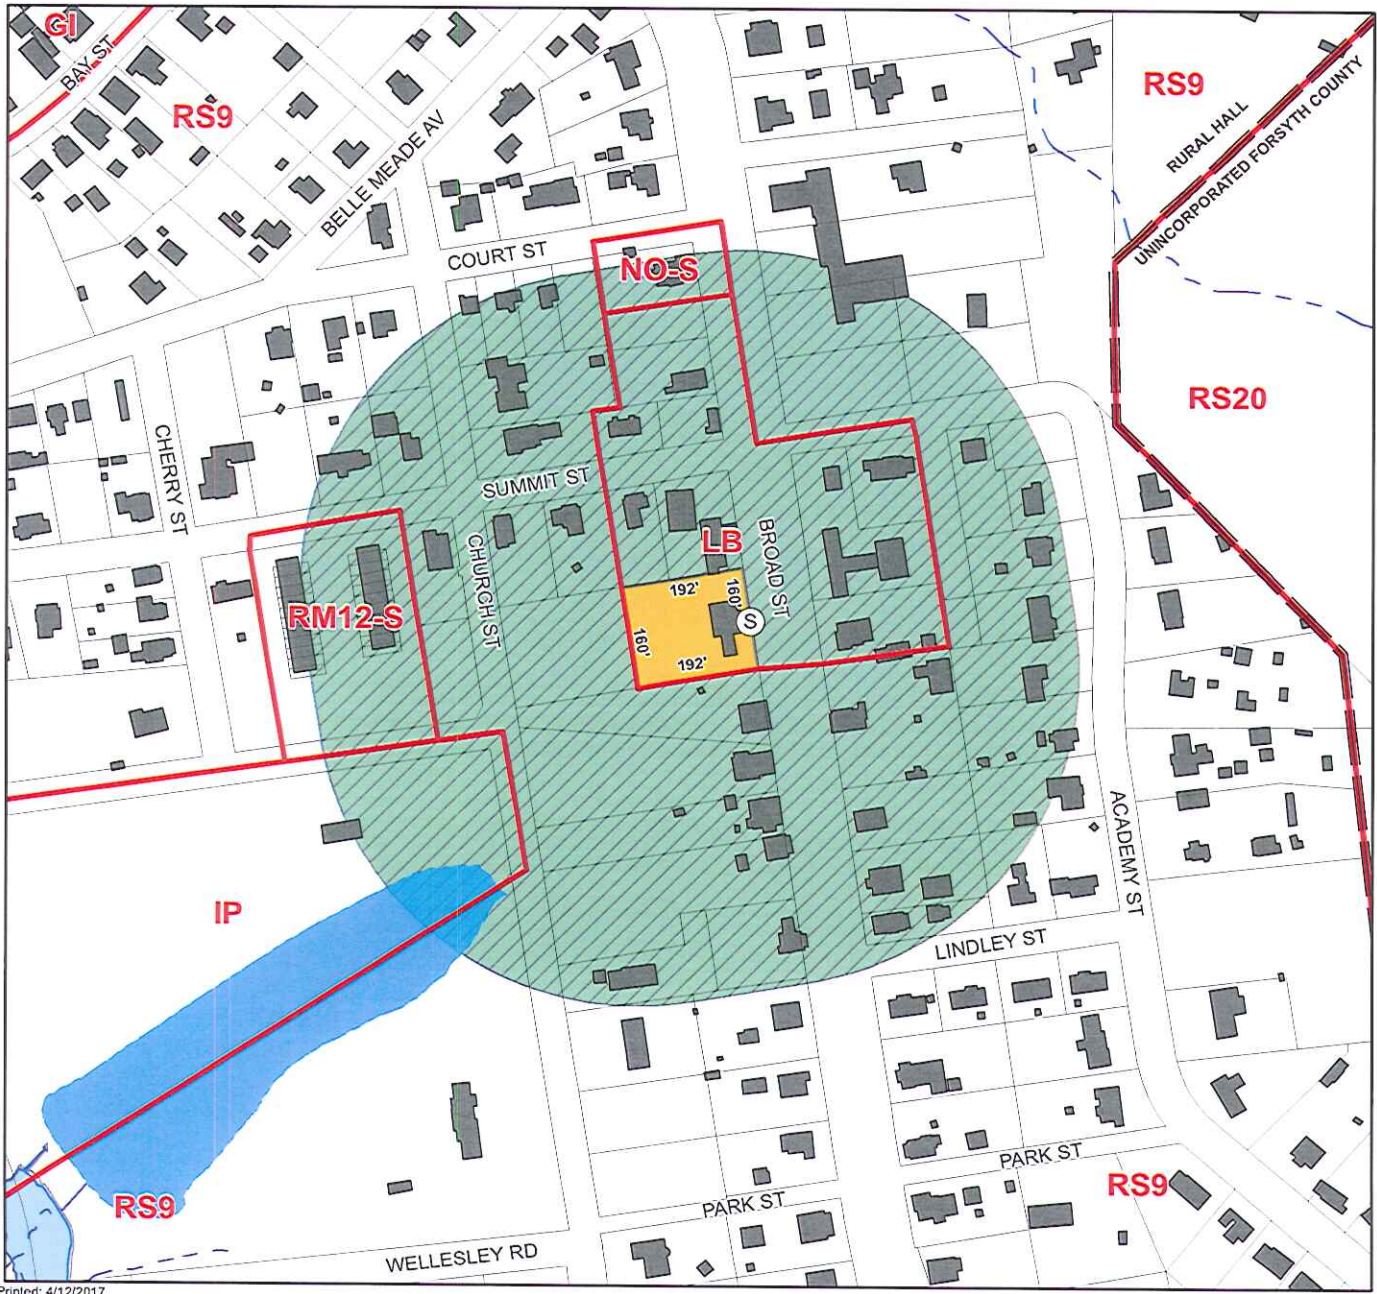 GI
BAY ST
RS9
BELLE MEADE AV
RS9
RURAL HALL
UNINCORPORATED FORSYTH COUNTY
COURT ST
NO-S
RS20
CHERRY ST
SUMMIT ST
CHURCH ST
BROAD ST
LB
192'
160'
S
160'
192'
RM12-S
ACADEMY ST
IP
LINDLEY ST
PARK ST
RS9
PARK ST
RS9
WELLESLEY RD
Printed: 4/12/2017